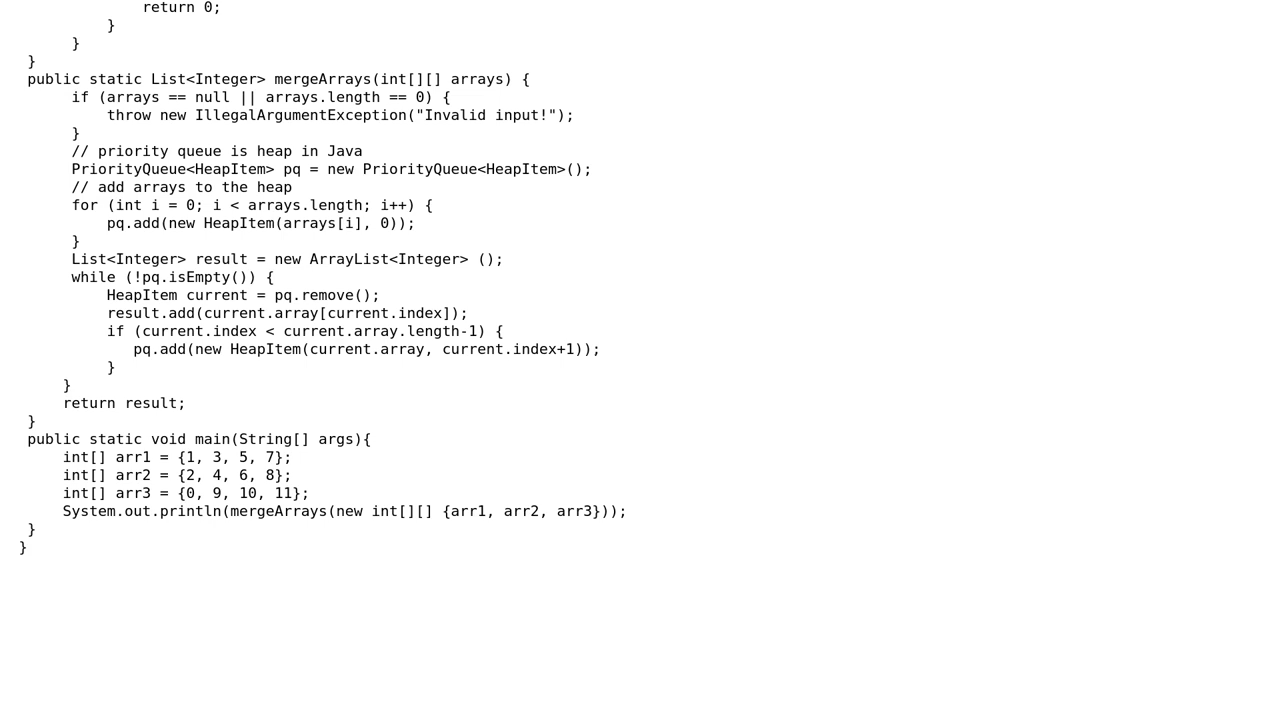 return 0;
}
}
}
public static List<Integer> mergeArrays(int[][] arrays) {
if (arrays == null || arrays.length == 0) {
throw new IllegalArgumentException("Invalid input!");
}
// priority queue is heap in Java
PriorityQueue<HeapItem> pq = new PriorityQueue<HeapItem>();
// add arrays to the heap
for (int i = 0; i < arrays.length; i++) {
pq.add(new HeapItem(arrays[i], 0));
}
List<Integer> result = new ArrayList<Integer> ();
while (!pq.isEmpty()) {
HeapItem current = pq.remove();
result.add(current.array[current.index]);
if (current.index < current.array.length-1) {
pq.add(new HeapItem(current.array, current.index+1));
}
}
return result;
}
public static void main(String[] args){
int[] arr1 = {1, 3, 5, 7};
int[] arr2 = {2, 4, 6, 8};
int[] arr3 = {0, 9, 10, 11};
System.out.println(mergeArrays(new int[][] {arr1, arr2, arr3}));
}
}